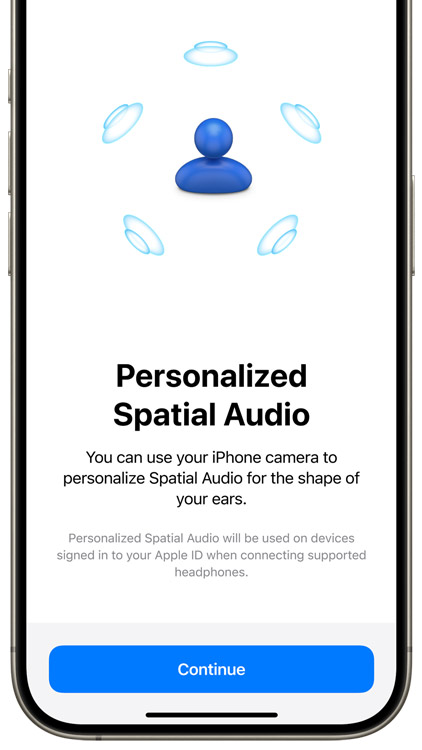 Personalized
Spatial Audio
You can use your iPhone camera to
personalize Spatial Audio for the shape of
your ears.
Personalized Spatial Audio will be used on devices
signed in to your Apple ID when connecting supported
headphones.
Continue